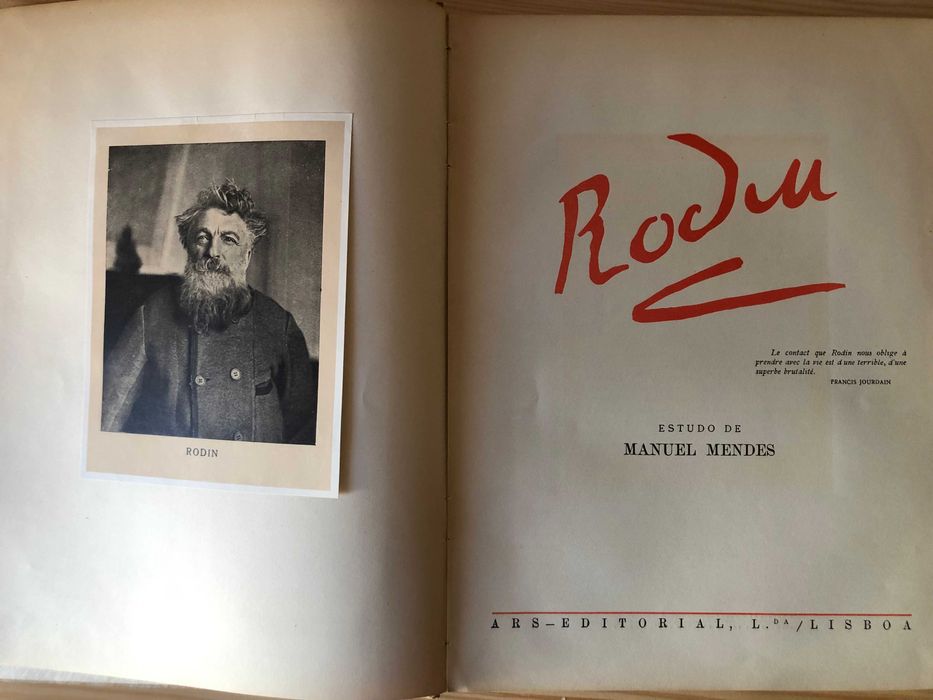 RODIN
Rodin
Le contact que Rodin nous oblige à
prendre avec la vie est d'une terrible, d'une
superbe brutalité.
FRANCIS JOURDAIN
ESTUDO DE
MANUEL MENDES
ARS-EDITORIAL, L.DA/LISBOA